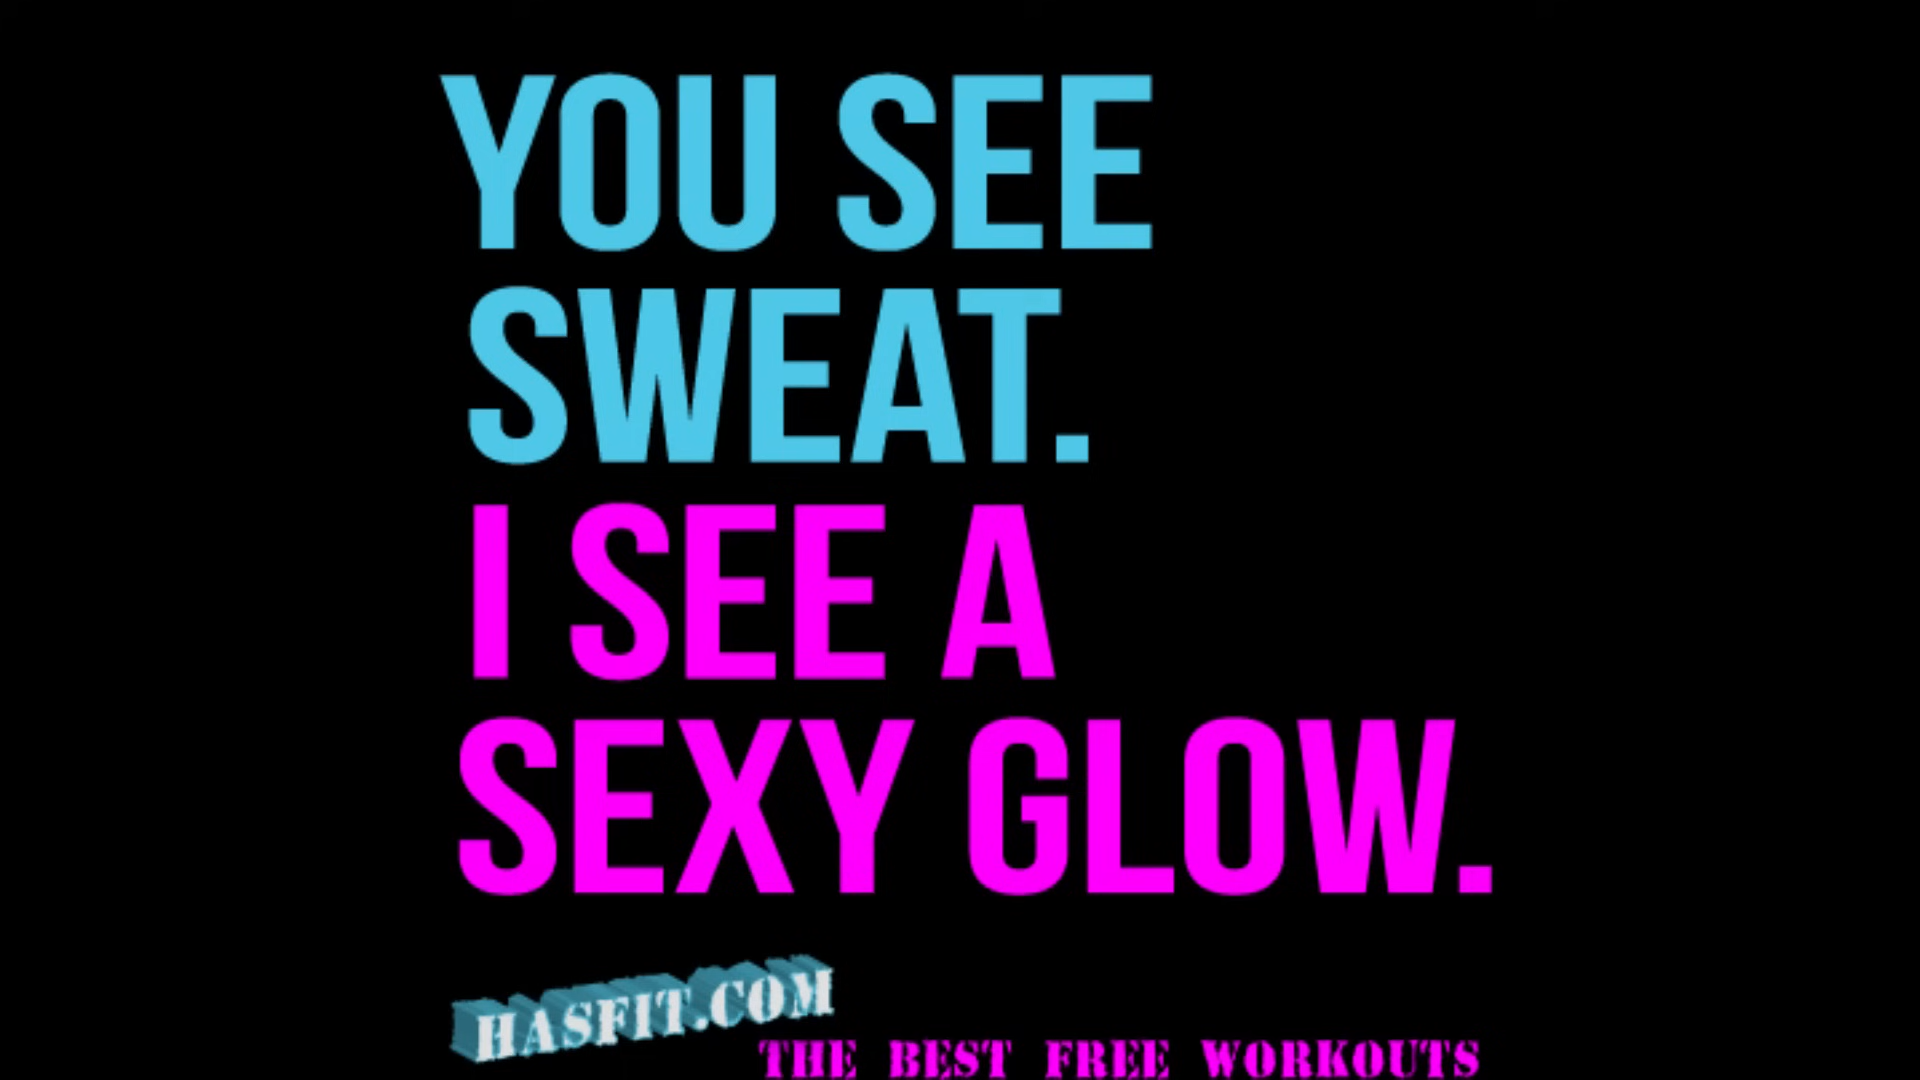 YOU SEE
SWEAT.
I SEE A
SEXY GLOW.
HASFIT.COM
THE BEST FREE WORKOUTS